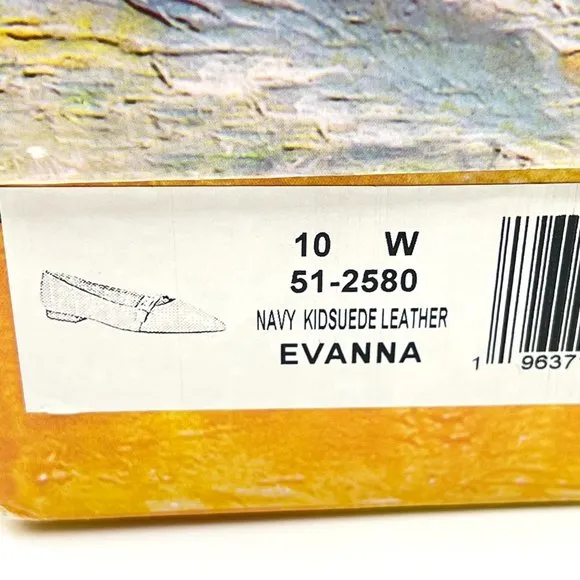 10 W
51-2580
NAVY KIDSUEDE LEATHER
EVANNA
1 9637